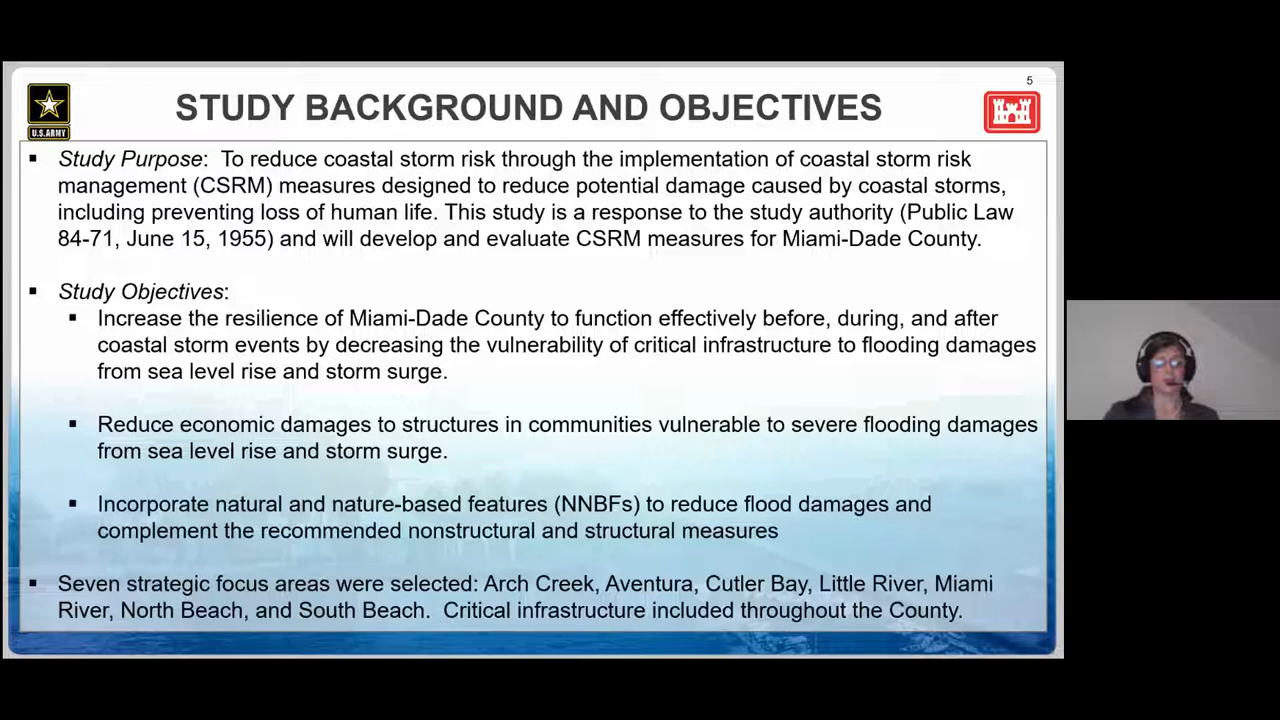 5
STUDY BACKGROUND AND OBJECTIVES
U.S.ARMY
▪ Study Purpose: To reduce coastal storm risk through the implementation of coastal storm risk
management (CSRM) measures designed to reduce potential damage caused by coastal storms,
including preventing loss of human life. This study is a response to the study authority (Public Law
84-71, June 15, 1955) and will develop and evaluate CSRM measures for Miami-Dade County.
▪ Study Objectives:
▪ Increase the resilience of Miami-Dade County to function effectively before, during, and after
coastal storm events by decreasing the vulnerability of critical infrastructure to flooding damages
from sea level rise and storm surge.
▪ Reduce economic damages to structures in communities vulnerable to severe flooding damages
from sea level rise and storm surge.
▪ Incorporate natural and nature-based features (NNBFs) to reduce flood damages and
complement the recommended nonstructural and structural measures
▪ Seven strategic focus areas were selected: Arch Creek, Aventura, Cutler Bay, Little River, Miami
River, North Beach, and South Beach. Critical infrastructure included throughout the County.